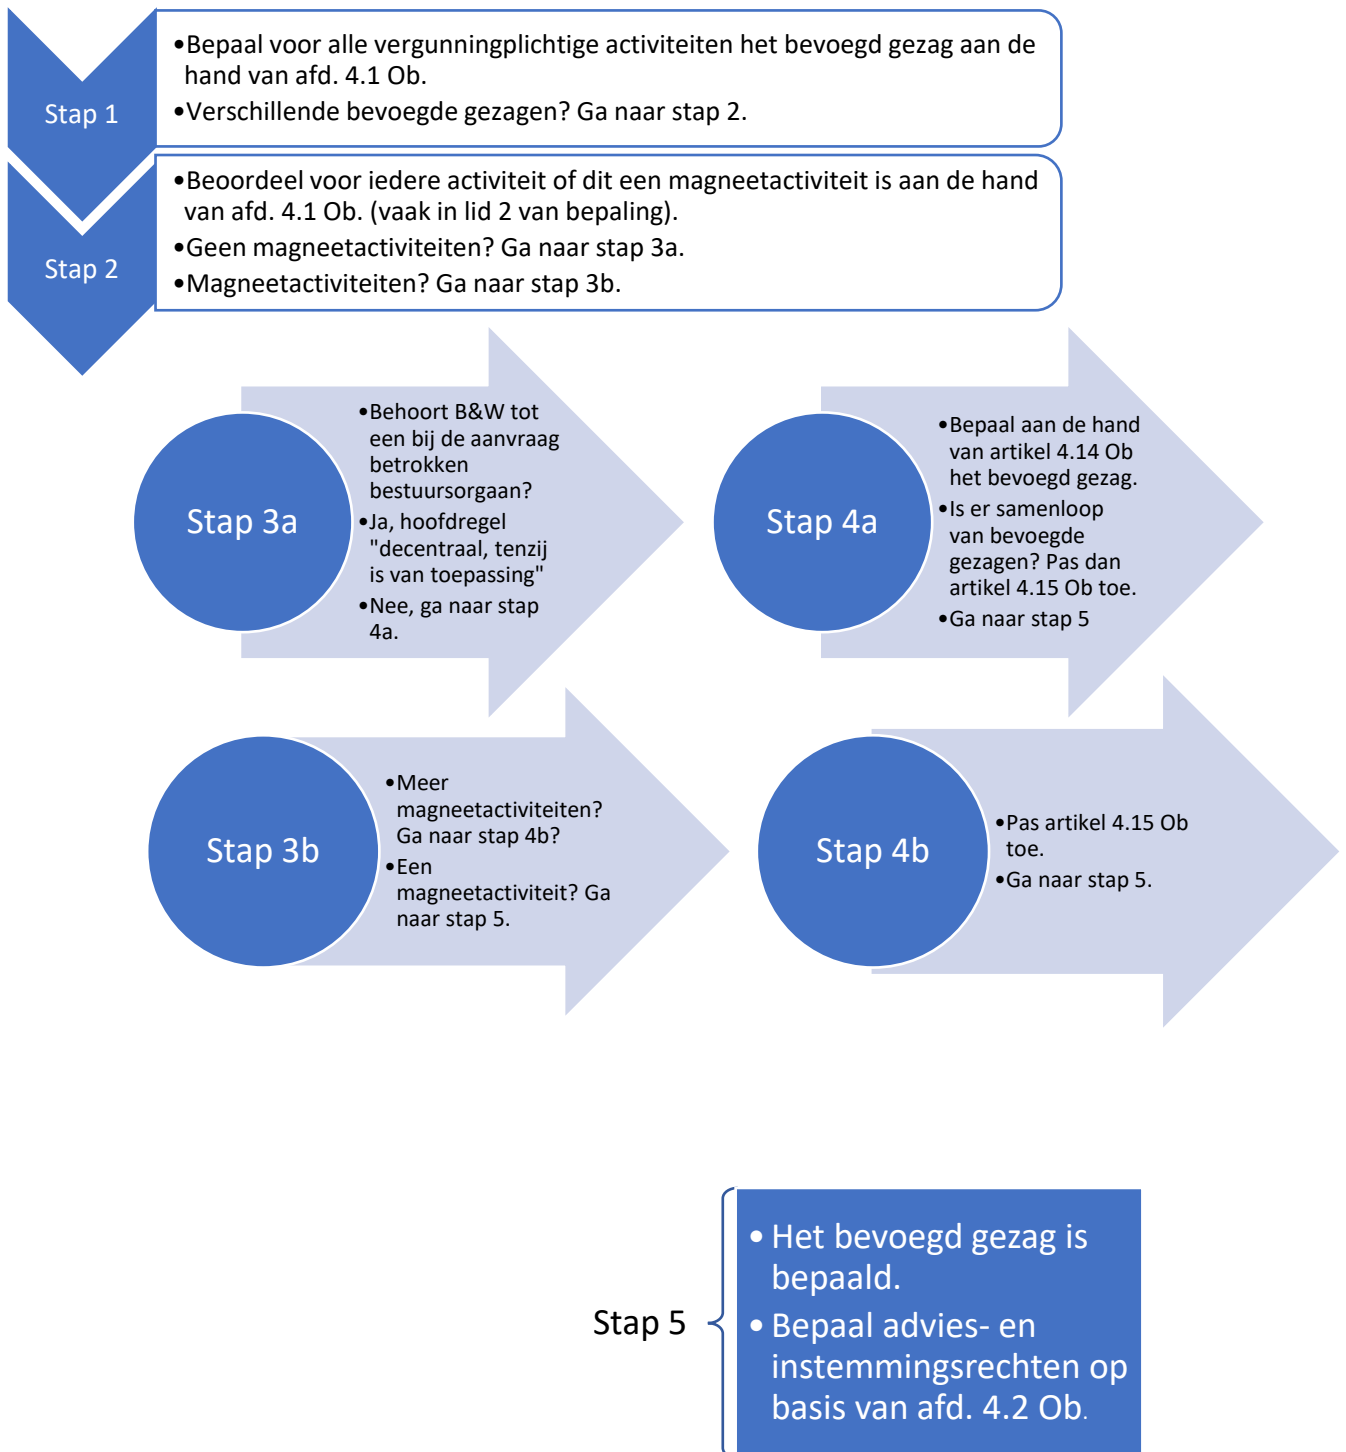 Stap 1
•Bepaal voor alle vergunningplichtige activiteiten het bevoegd gezag aan de
hand van afd. 4.1 Ob.
•Verschillende bevoegde gezagen? Ga naar stap 2.
Stap 2
•Beoordeel voor iedere activiteit of dit een magneetactiviteit is aan de hand
van afd. 4.1 Ob. (vaak in lid 2 van bepaling).
•Geen magneetactiviteiten? Ga naar stap 3a.
•Magneetactiviteiten? Ga naar stap 3b.
Stap 3a
•Behoort B&W tot
een bij de aanvraag
betrokken
bestuursorgaan?
•Ja, hoofdregel
"decentraal, tenzij
is van toepassing"
•Nee, ga naar stap
4a.
Stap 4a
•Bepaal aan de hand
van artikel 4.14 Ob
het bevoegd gezag.
•Is er samenloop
van bevoegde
gezagen? Pas dan
artikel 4.15 Ob toe.
•Ga naar stap 5
Stap 3b
•Meer
magneetactiviteiten?
Ga naar stap 4b?
•Een
magneetactiviteit? Ga
naar stap 5.
Stap 4b
•Pas artikel 4.15 Ob
toe.
•Ga naar stap 5.
Stap 5
• Het bevoegd gezag is
bepaald.
• Bepaal advies- en
instemmingsrechten op
basis van afd. 4.2 Ob.